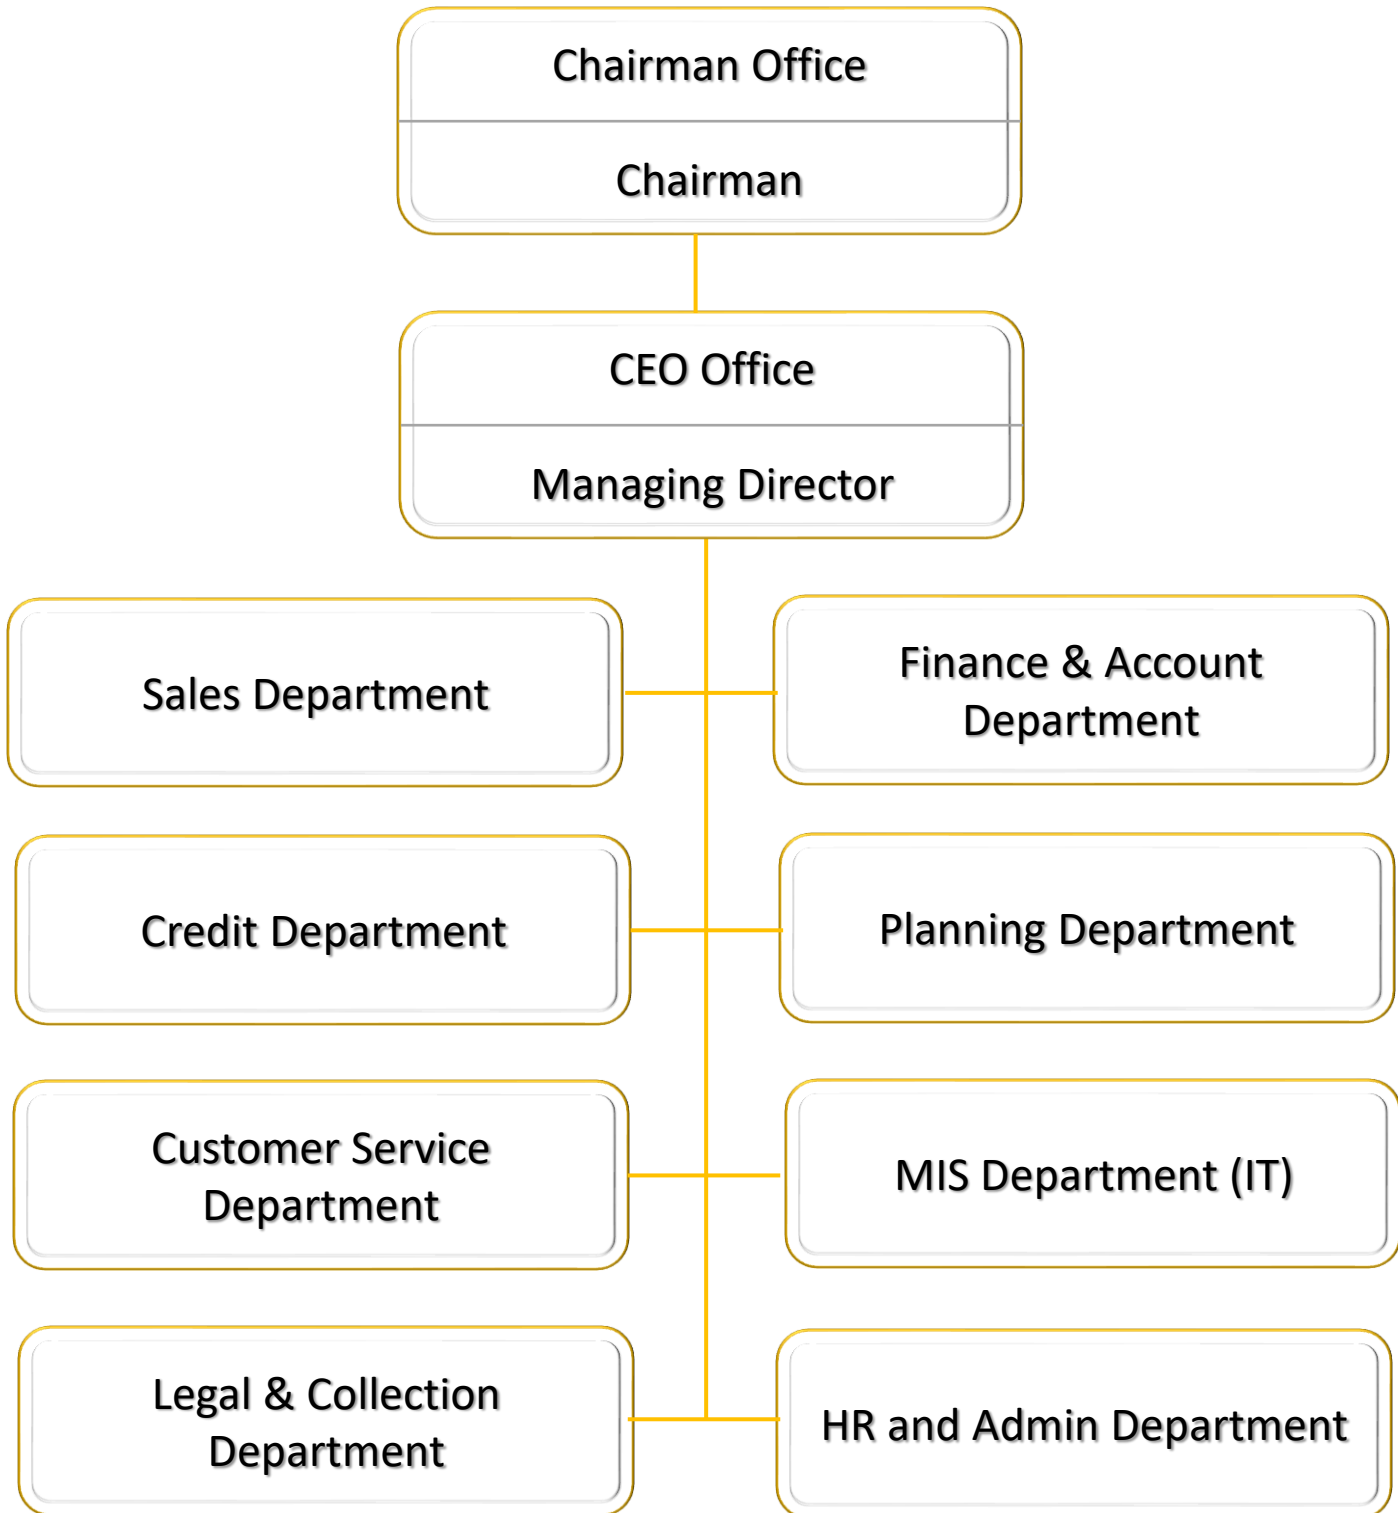 Chairman Office
Chairman
CEO Office
Managing Director
Sales Department
Finance & Account
Department
Credit Department
Planning Department
Customer Service
Department
MIS Department (IT)
Legal & Collection
Department
HR and Admin Department